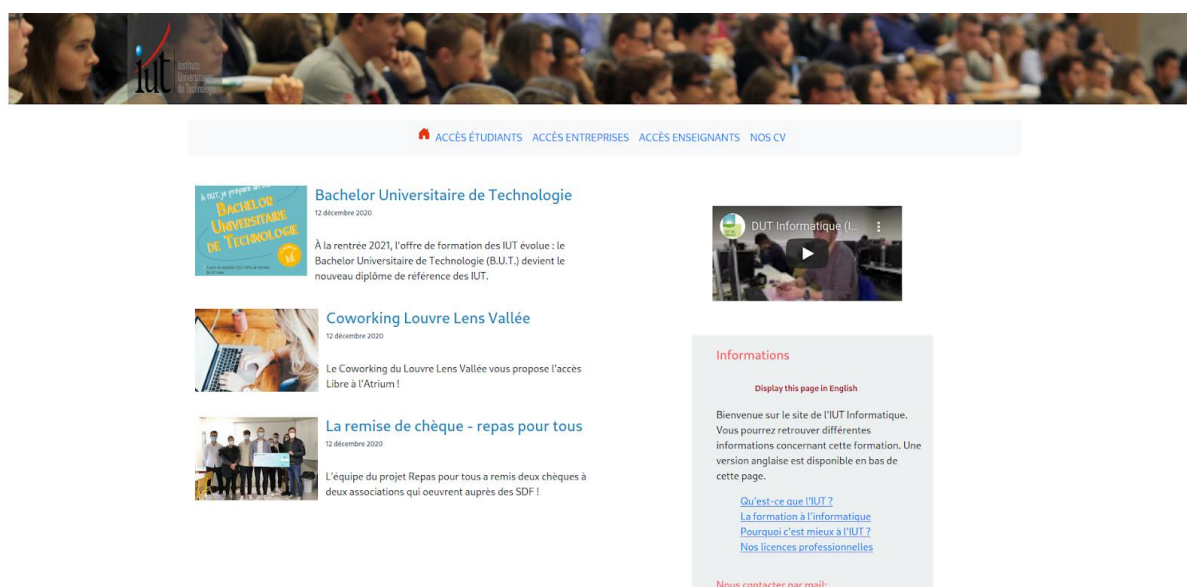 iut
Instituts
Universitaires
de Technologie
ACCÈS ÉTUDIANTS ACCÈS ENTREPRISES ACCÈS ENSEIGNANTS NOS CV
BACHELOR
UNIVERSITAIRE
DE TECHNOLOGIE
Bachelor Universitaire de Technologie
12 décembre 2020
À la rentrée 2021, l'offre de formation des IUT évolue : le
Bachelor Universitaire de Technologie (B.U.T.) devient le
nouveau diplôme de référence des IUT.
Coworking Louvre Lens Vallée
12 décembre 2020
Le Coworking du Louvre Lens Vallée vous propose l'accès
Libre à l'Atrium !
La remise de chèque - repas pour tous
12 décembre 2020
L'équipe du projet Repas pour tous a remis deux chèques à
deux associations qui oeuvrent auprès des SDF !
DUT Informatique (I...
Informations
Display this page in English
Bienvenue sur le site de l'IUT Informatique.
Vous pourrez retrouver différentes
informations concernant cette formation. Une
version anglaise est disponible en bas de
cette page.
Qu'est-ce que l'IUT ?
La formation à l'informatique
Pourquoi c'est mieux à l'IUT ?
Nos licences professionnelles
Nous contacter par mail: